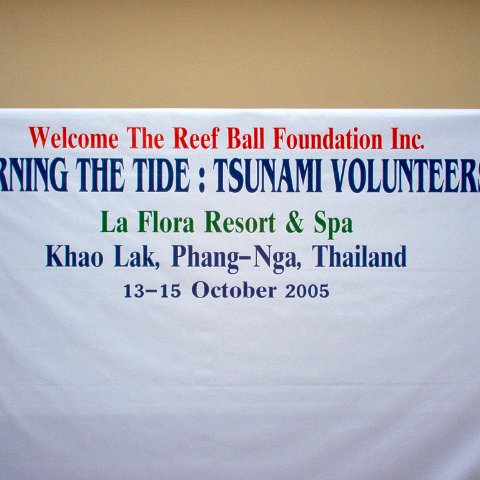 Welcome The Reef Ball Foundation Inc.
RNING THE TIDE : TSUNAMI VOLUNTEERS
La Flora Resort & Spa
Khao Lak, Phang-Nga, Thailand
13-15 October 2005